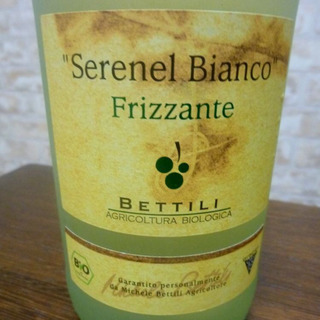 "Serenel Bianco"
Frizzante
BETTILI
AGRICOLTURA BIOLOGICA
BIO
Garantito personalmente
da Michele Bettili Agricoltore